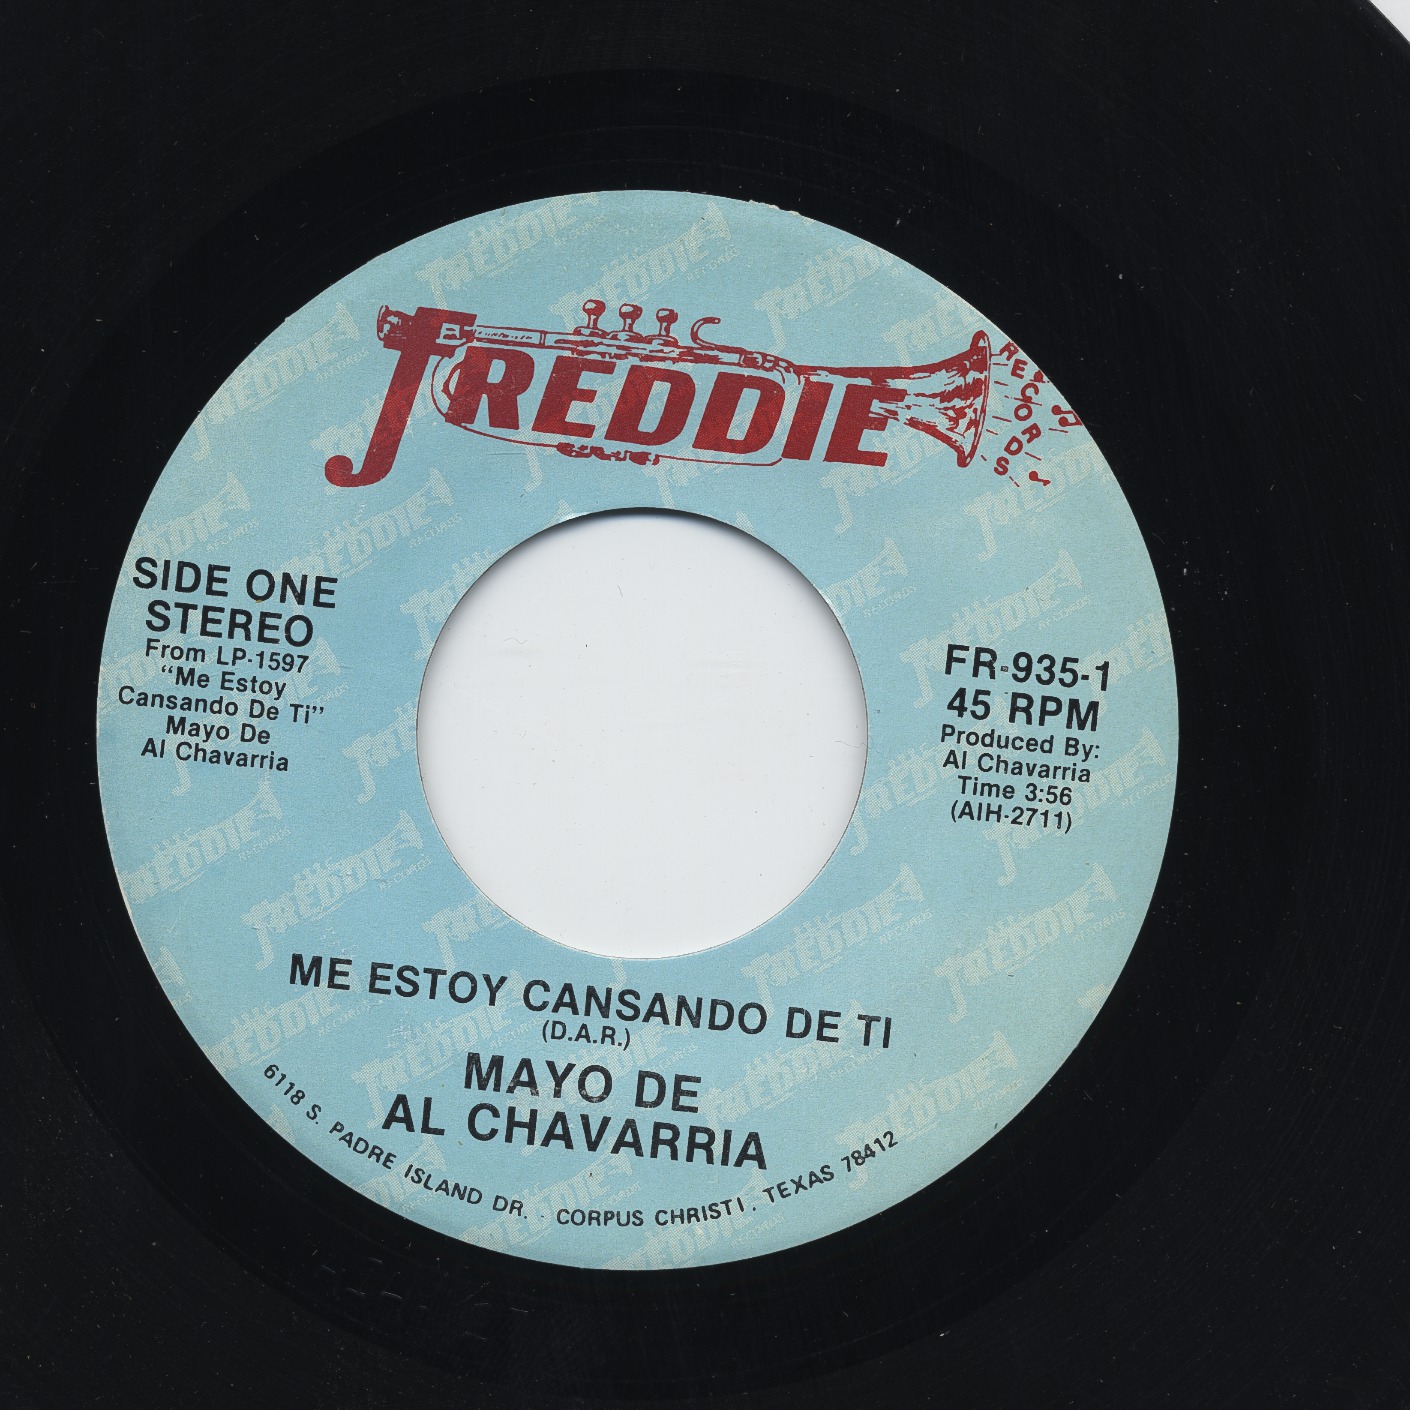 FREDDIE
RECORDS
SIDE ONE
STEREO
From LP-1597
"Me Estoy
Cansando De Ti"
Mayo De
Al Chavarria
FR-935-1
45 RPM
Produced By:
Al Chavarria
Time 3:56
(AIH-2711)
ME ESTOY CANSANDO DE TI
(D.A.R.)
MAYO DE
AL CHAVARRIA
6118 S. PADRE ISLAND DR. · CORPUS CHRISTI, TEXAS 78412